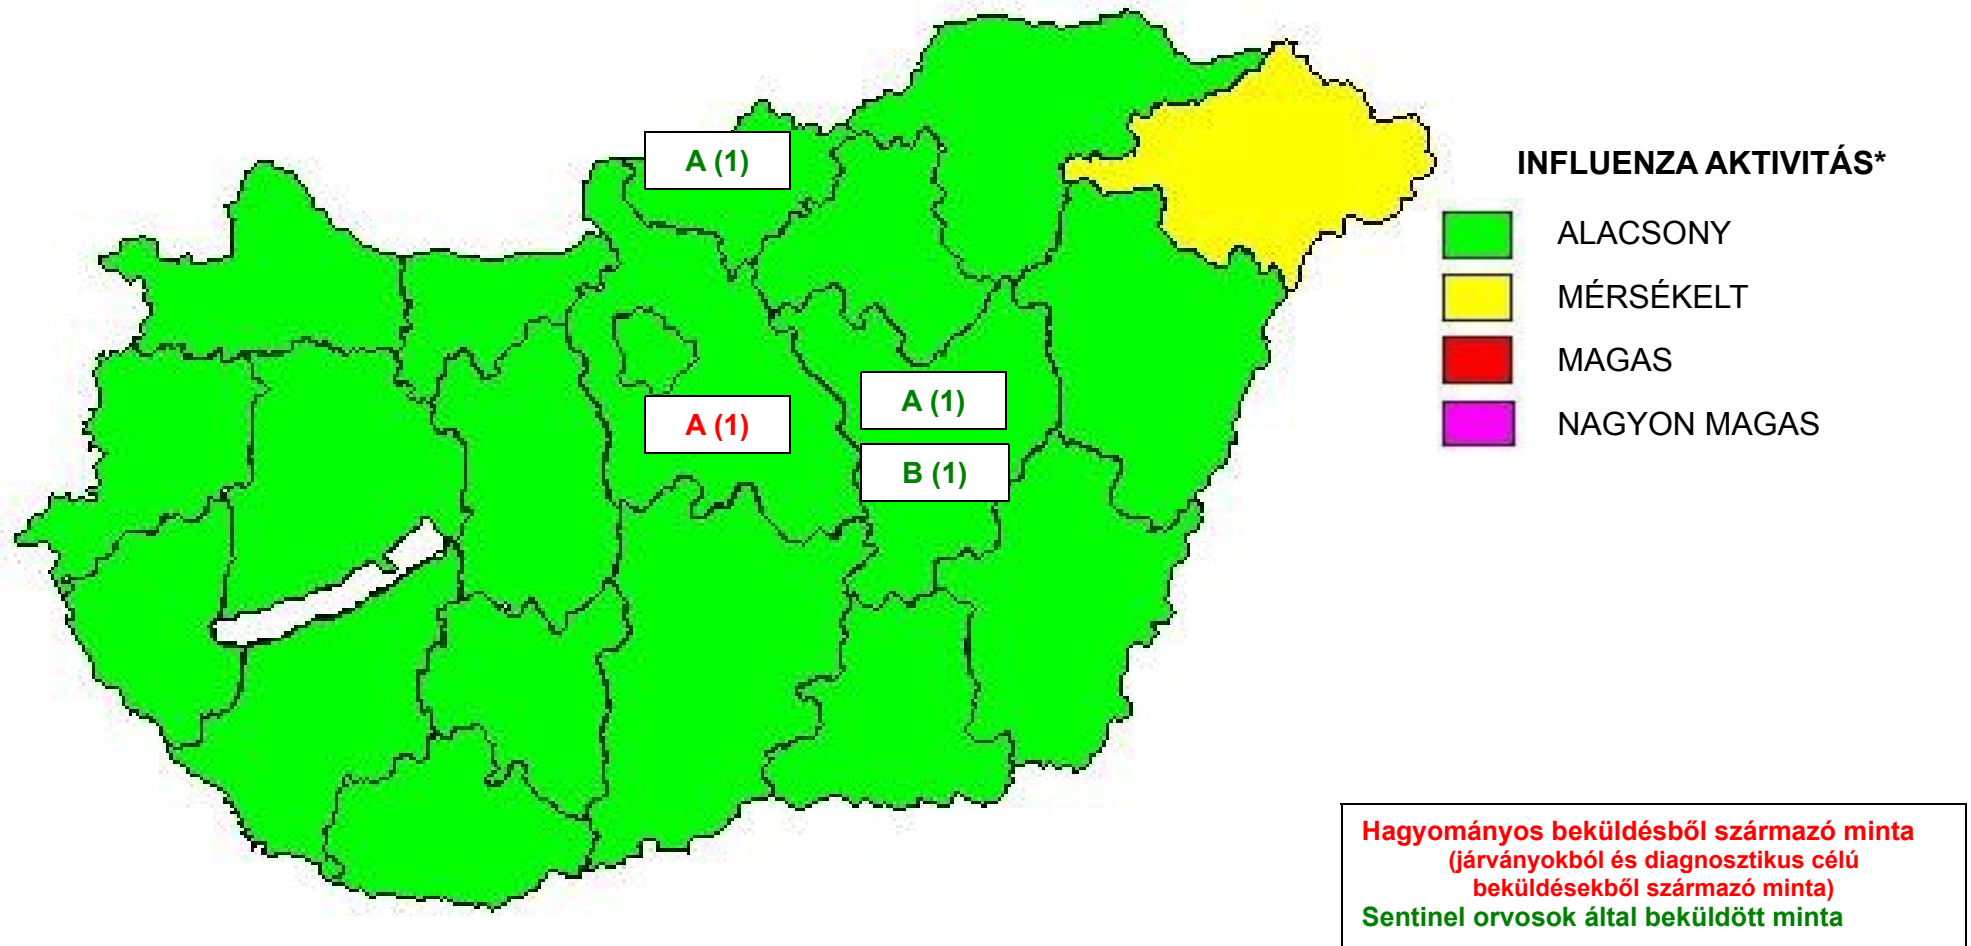 A (1)
A (1)
A (1)
B (1)
INFLUENZA AKTIVITÁS*
ALACSONY
MÉRSÉKELT
MAGAS
NAGYON MAGAS
Hagyományos beküldésből származó minta
(járványokból és diagnosztikus célú
beküldésekből származó minta)
Sentinel orvosok által beküldött minta